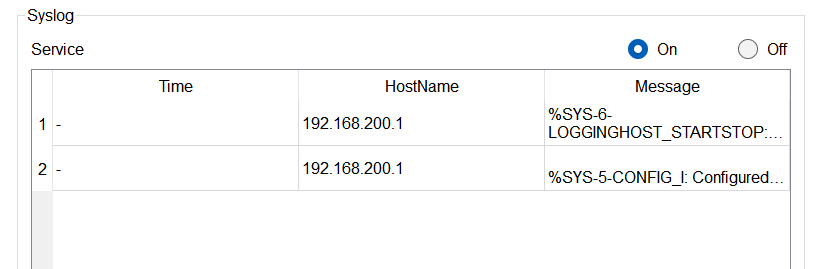 Syslog
Service On Off
Time HostName Message
1 - 192.168.200.1 %SYS-6-
LOGGINGHOST_STARTSTOP:...
2 - 192.168.200.1 %SYS-5-CONFIG_I: Configured...